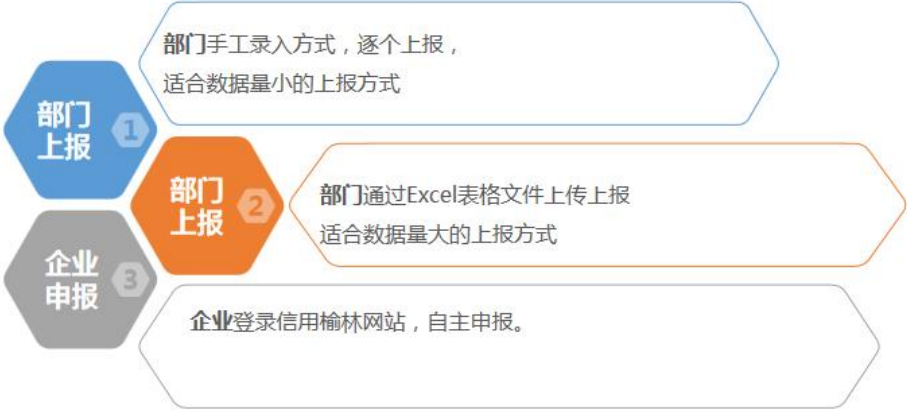 部门手工录入方式，逐个上报，
适合数据量小的上报方式
部门
上报
1
部门
上报
2
部门通过Excel表格文件上传上报
适合数据量大的上报方式
企业
申报
3
企业登录信用榆林网站，自主申报。